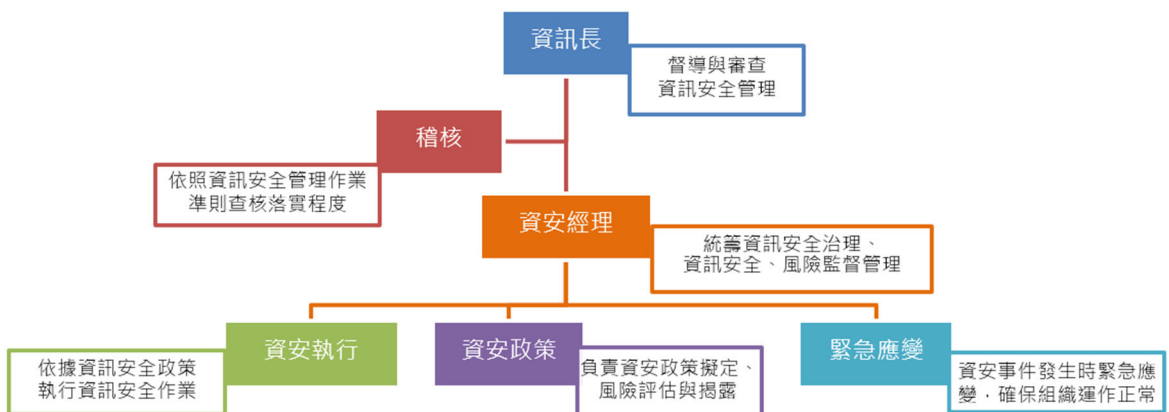 資訊長
督導與審查
資訊安全管理
稽核
依照資訊安全管理作業
準則查核落實程度
資安經理
統籌資訊安全治理、
資訊安全、風險監督管理
資安執行
依據資訊安全政策
執行資訊安全作業
資安政策
負責資安政策擬定、
風險評估與揭露
緊急應變
資安事件發生時緊急應
變，確保組織運作正常